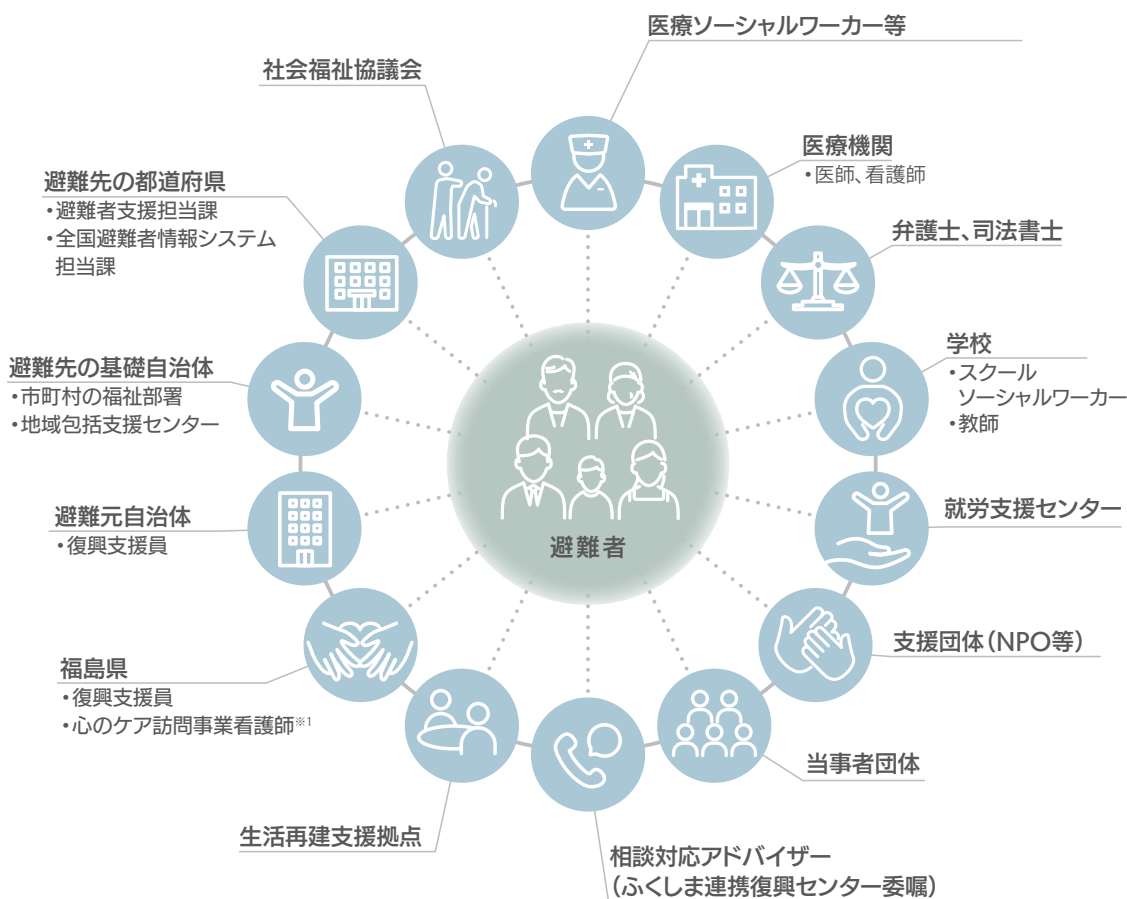 医療ソーシャルワーカー等
医療機関
・医師、看護師
弁護士、司法書士
学校
・スクール
ソーシャルワーカー
・教師
就労支援センター
支援団体（NPO等）
当事者団体
相談対応アドバイザー
（ふくしま連携復興センター委嘱）
生活再建支援拠点
福島県
・復興支援員
・心のケア訪問事業看護師※1
避難元自治体
・復興支援員
避難先の基礎自治体
・市町村の福祉部署
・地域包括支援センター
避難先の都道府県
・避難者支援担当課
・全国避難者情報システム
担当課
社会福祉協議会
避難者